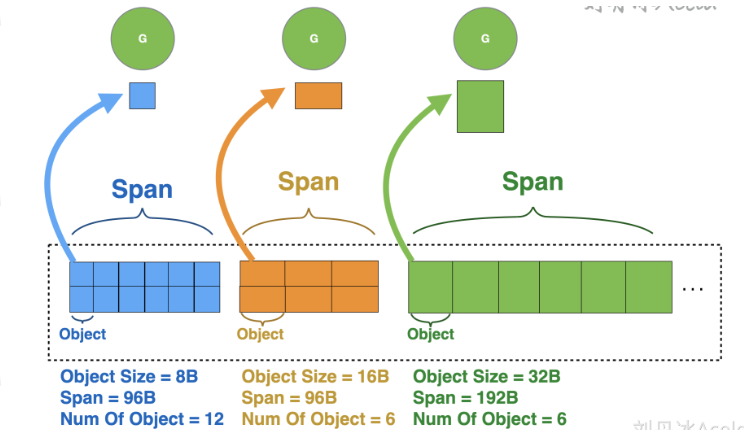 G
G
G
Span
Span
Span
...
Object
Object
Object
Object Size = 8B
Span = 96B
Num Of Object = 12
Object Size = 16B
Span = 96B
Num Of Object = 6
Object Size = 32B
Span = 192B
Num Of Object = 6